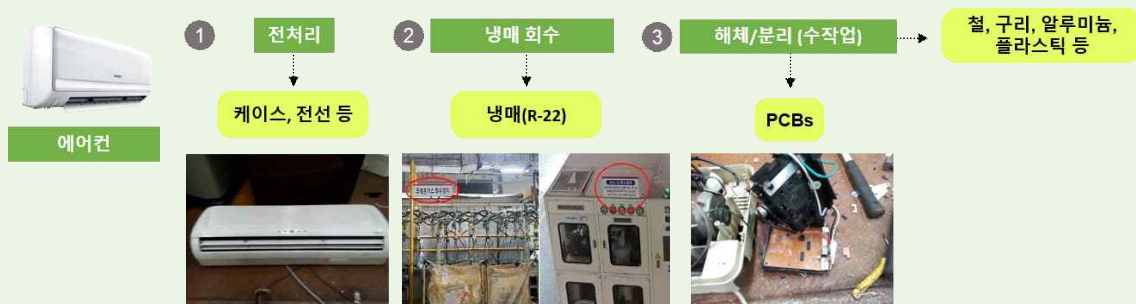 에어컨
1
전처리
케이스, 전선 등
2
냉매 회수
냉매(R-22)
3
해체/분리 (수작업)
PCBs
철, 구리, 알루미늄,
플라스틱 등